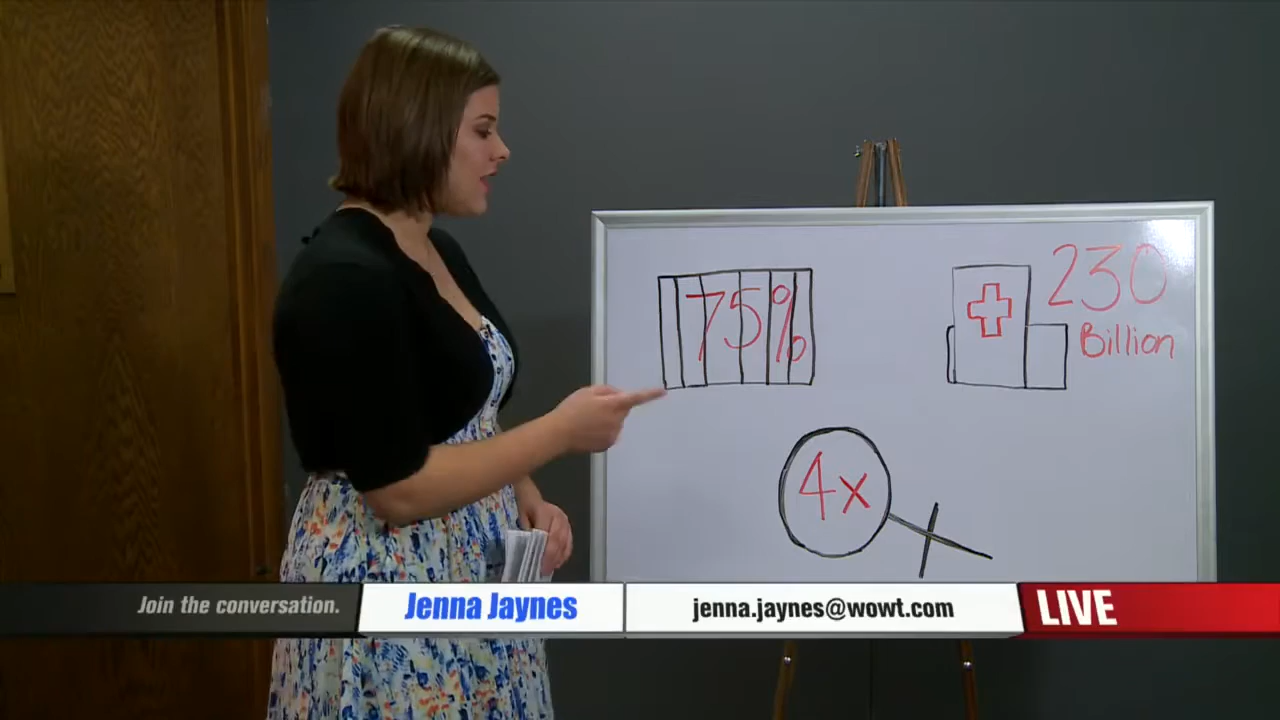 75%
230
Billion
4x
Join the conversation.
Jenna Jaynes
jenna.jaynes@wowt.com
LIVE